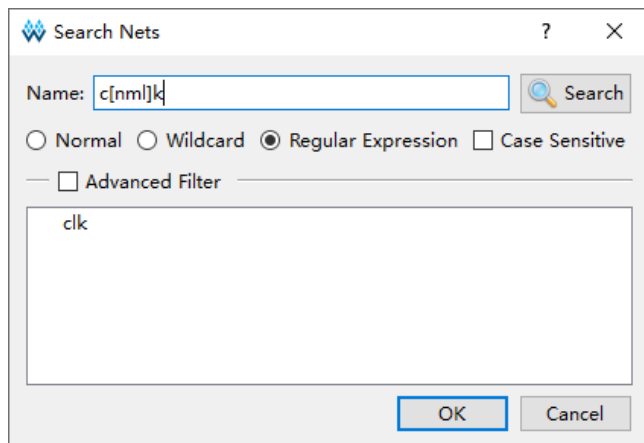 Search Nets ?
Name: c[nml]k Search
Normal Wildcard Regular Expression Case Sensitive
Advanced Filter
clk
OK Cancel